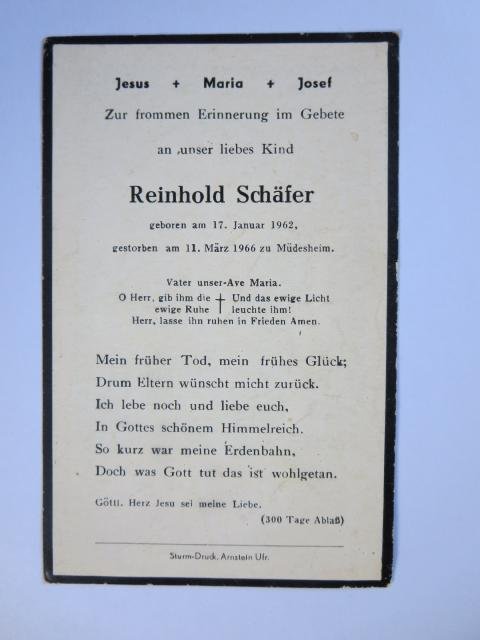 Jesus + Maria + Josef
Zur frommen Erinnerung im Gebete
an unser liebes Kind
Reinhold Schäfer
geboren am 17. Januar 1962,
gestorben am 11. März 1966 zu Müdesheim.
Vater unser-Ave Maria.
O Herr, gib ihm die † Und das ewige Licht
ewige Ruhe leuchte ihm!
Herr, lasse ihn ruhen in Frieden Amen.
Mein früher Tod, mein frühes Glück;
Drum Eltern wünscht micht zurück.
Ich lebe noch und liebe euch,
In Gottes schönem Himmelreich.
So kurz war meine Erdenbahn,
Doch was Gott tut das ist wohlgetan.
Göttl. Herz Jesu sei meine Liebe.
(300 Tage Ablaß)
Sturm-Druck, Arnstein Ufr.